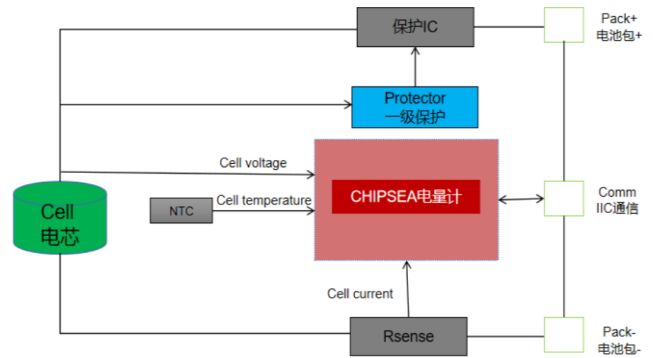 保护IC
Pack+
电池包+
Protector
一级保护
Cell voltage
CHIPSEA电量计
Cell temperature
NTC
Comm
IIC通信
Cell
电芯
Cell current
Rsense
Pack-
电池包-